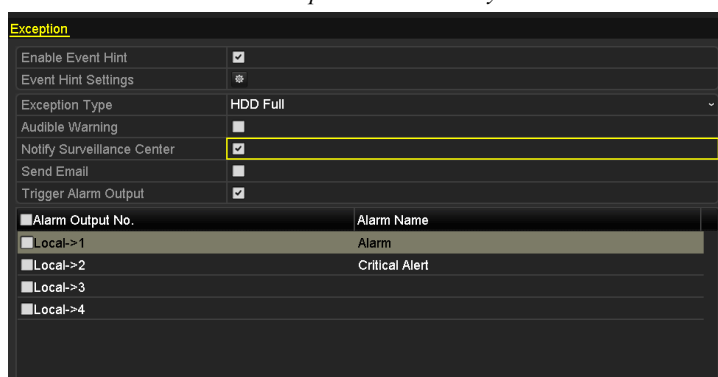 Exception
Enable Event Hint
Event Hint Settings
Exception Type HDD Full
Audible Warning
Notify Surveillance Center
Send Email
Trigger Alarm Output
Alarm Output No. Alarm Name
Local->1 Alarm
Local->2 Critical Alert
Local->3
Local->4